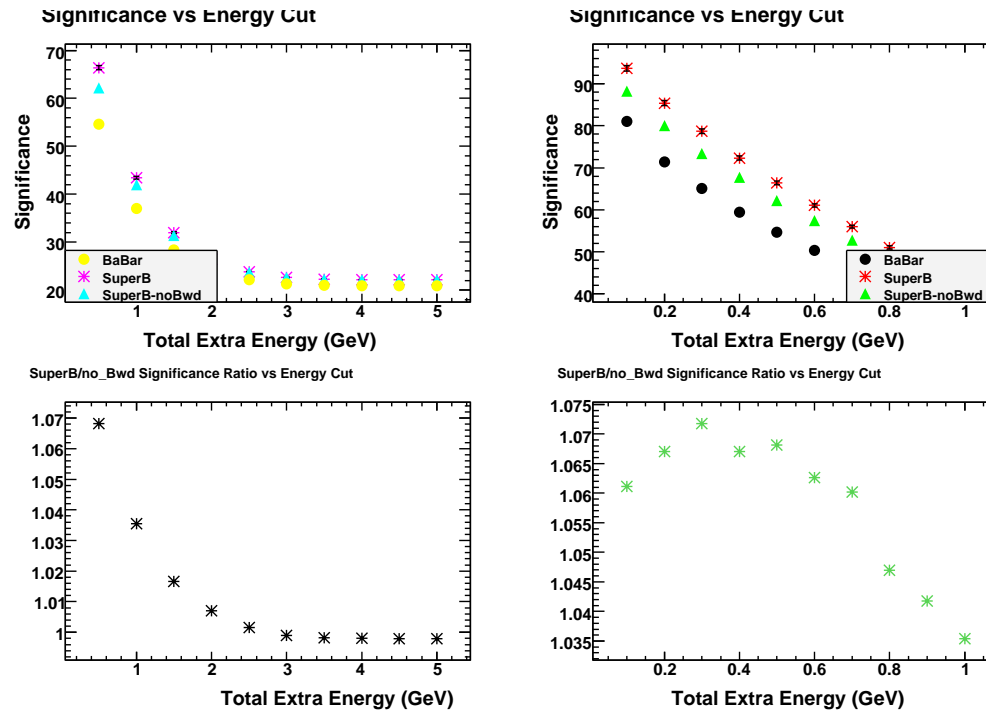 Significance vs Energy Cut
Significance
70
60
50
40
30
20
BaBar
SuperB
SuperB-noBwd
1 2 3 4 5
Total Extra Energy (GeV)
Significance vs Energy Cut
Significance
90
80
70
60
50
40
BaBar
SuperB
SuperB-noBwd
0.2 0.4 0.6 0.8 1
Total Extra Energy (GeV)
SuperB/no_Bwd Significance Ratio vs Energy Cut
1.07
1.06
1.05
1.04
1.03
1.02
1.01
1
1 2 3 4 5
Total Extra Energy (GeV)
SuperB/no_Bwd Significance Ratio vs Energy Cut
1.075
1.07
1.065
1.06
1.055
1.05
1.045
1.04
1.035
0.2 0.4 0.6 0.8 1
Total Extra Energy (GeV)